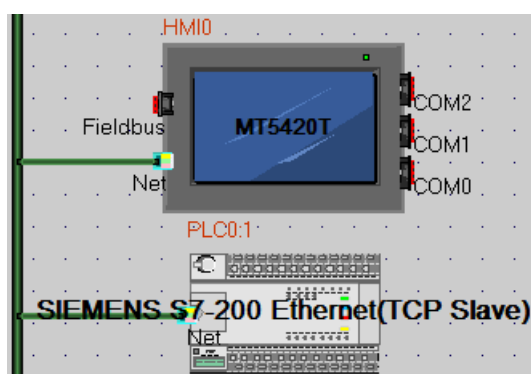 HMI0
COM2
Fieldbus
MT5420T
COM1
Net
COM0
PLC0:1
SIEMENS S7-200 Ethernet(TCP Slave)
Net